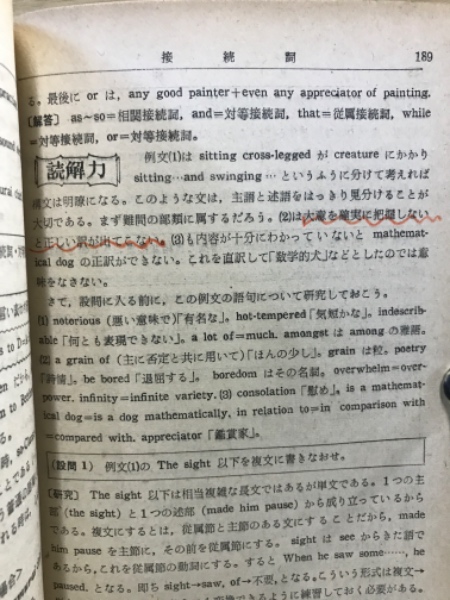 接続詞 189
る。最後に or は, any good painter+even any appreciator of painting.
〔解答〕 as~so=相関接続詞, and=対等接続詞, that=従属接続詞, while
=対等接続詞, or=対等接続詞。
読解力 例文(1)は sitting cross-legged が creature にかかり
sitting…and swinging … というふうに分けて考えれば
構文は明瞭になる。このような文は, 主語と述語をはっきり見分けることが
大切である。まず難問の部類に属するだろう。(2)は大意を確実に把握しない
と正しい訳が出てこない。(3)も内容が十分にわかっていないと mathemat-
ical dog の正訳ができない。これを直訳して「数学的犬」などとしたのでは意
味をなさない。
さて, 設問に入る前に, この例文の語句について研究しておこう。
(1) notorious (悪い意味で)「有名な」。hot-tempered「気短かな」。indescrib-
able「何とも表現できない」。a lot of=much. amongst は among の雅語。
(2) a grain of (主に否定と共に用いて)「ほんの少し」。grain は粒。poetry
「詩情」。be bored「退屈する」。 boredom はその名詞。overwhelm=over-
power. infinity=infinite variety. (3) consolation「慰め」。is a mathemat-
ical dog=is a dog mathematically, in relation to=in comparison with
=compared with. appreciator「鑑賞家」。
(設問 1) 例文(1)の The sight 以下を複文に書きなおせ。
〔研究〕 The sight 以下は相当複雑な長文ではあるが単文である。1つの主
部 (the sight) と1つの述部 (made him pause) から成り立っているから
である。複文にするとは, 従属節と主節のある文にすることだから, made
him pause を主節に, その前を従属節にする。 sight は see からきた語で
あるから, これを従属節の動詞にする。すると When he saw some……, he
paused. となる。即ち sight→saw, of→不要, となる。こういう形式は複文→
変換できるように練習しておく必要がある。